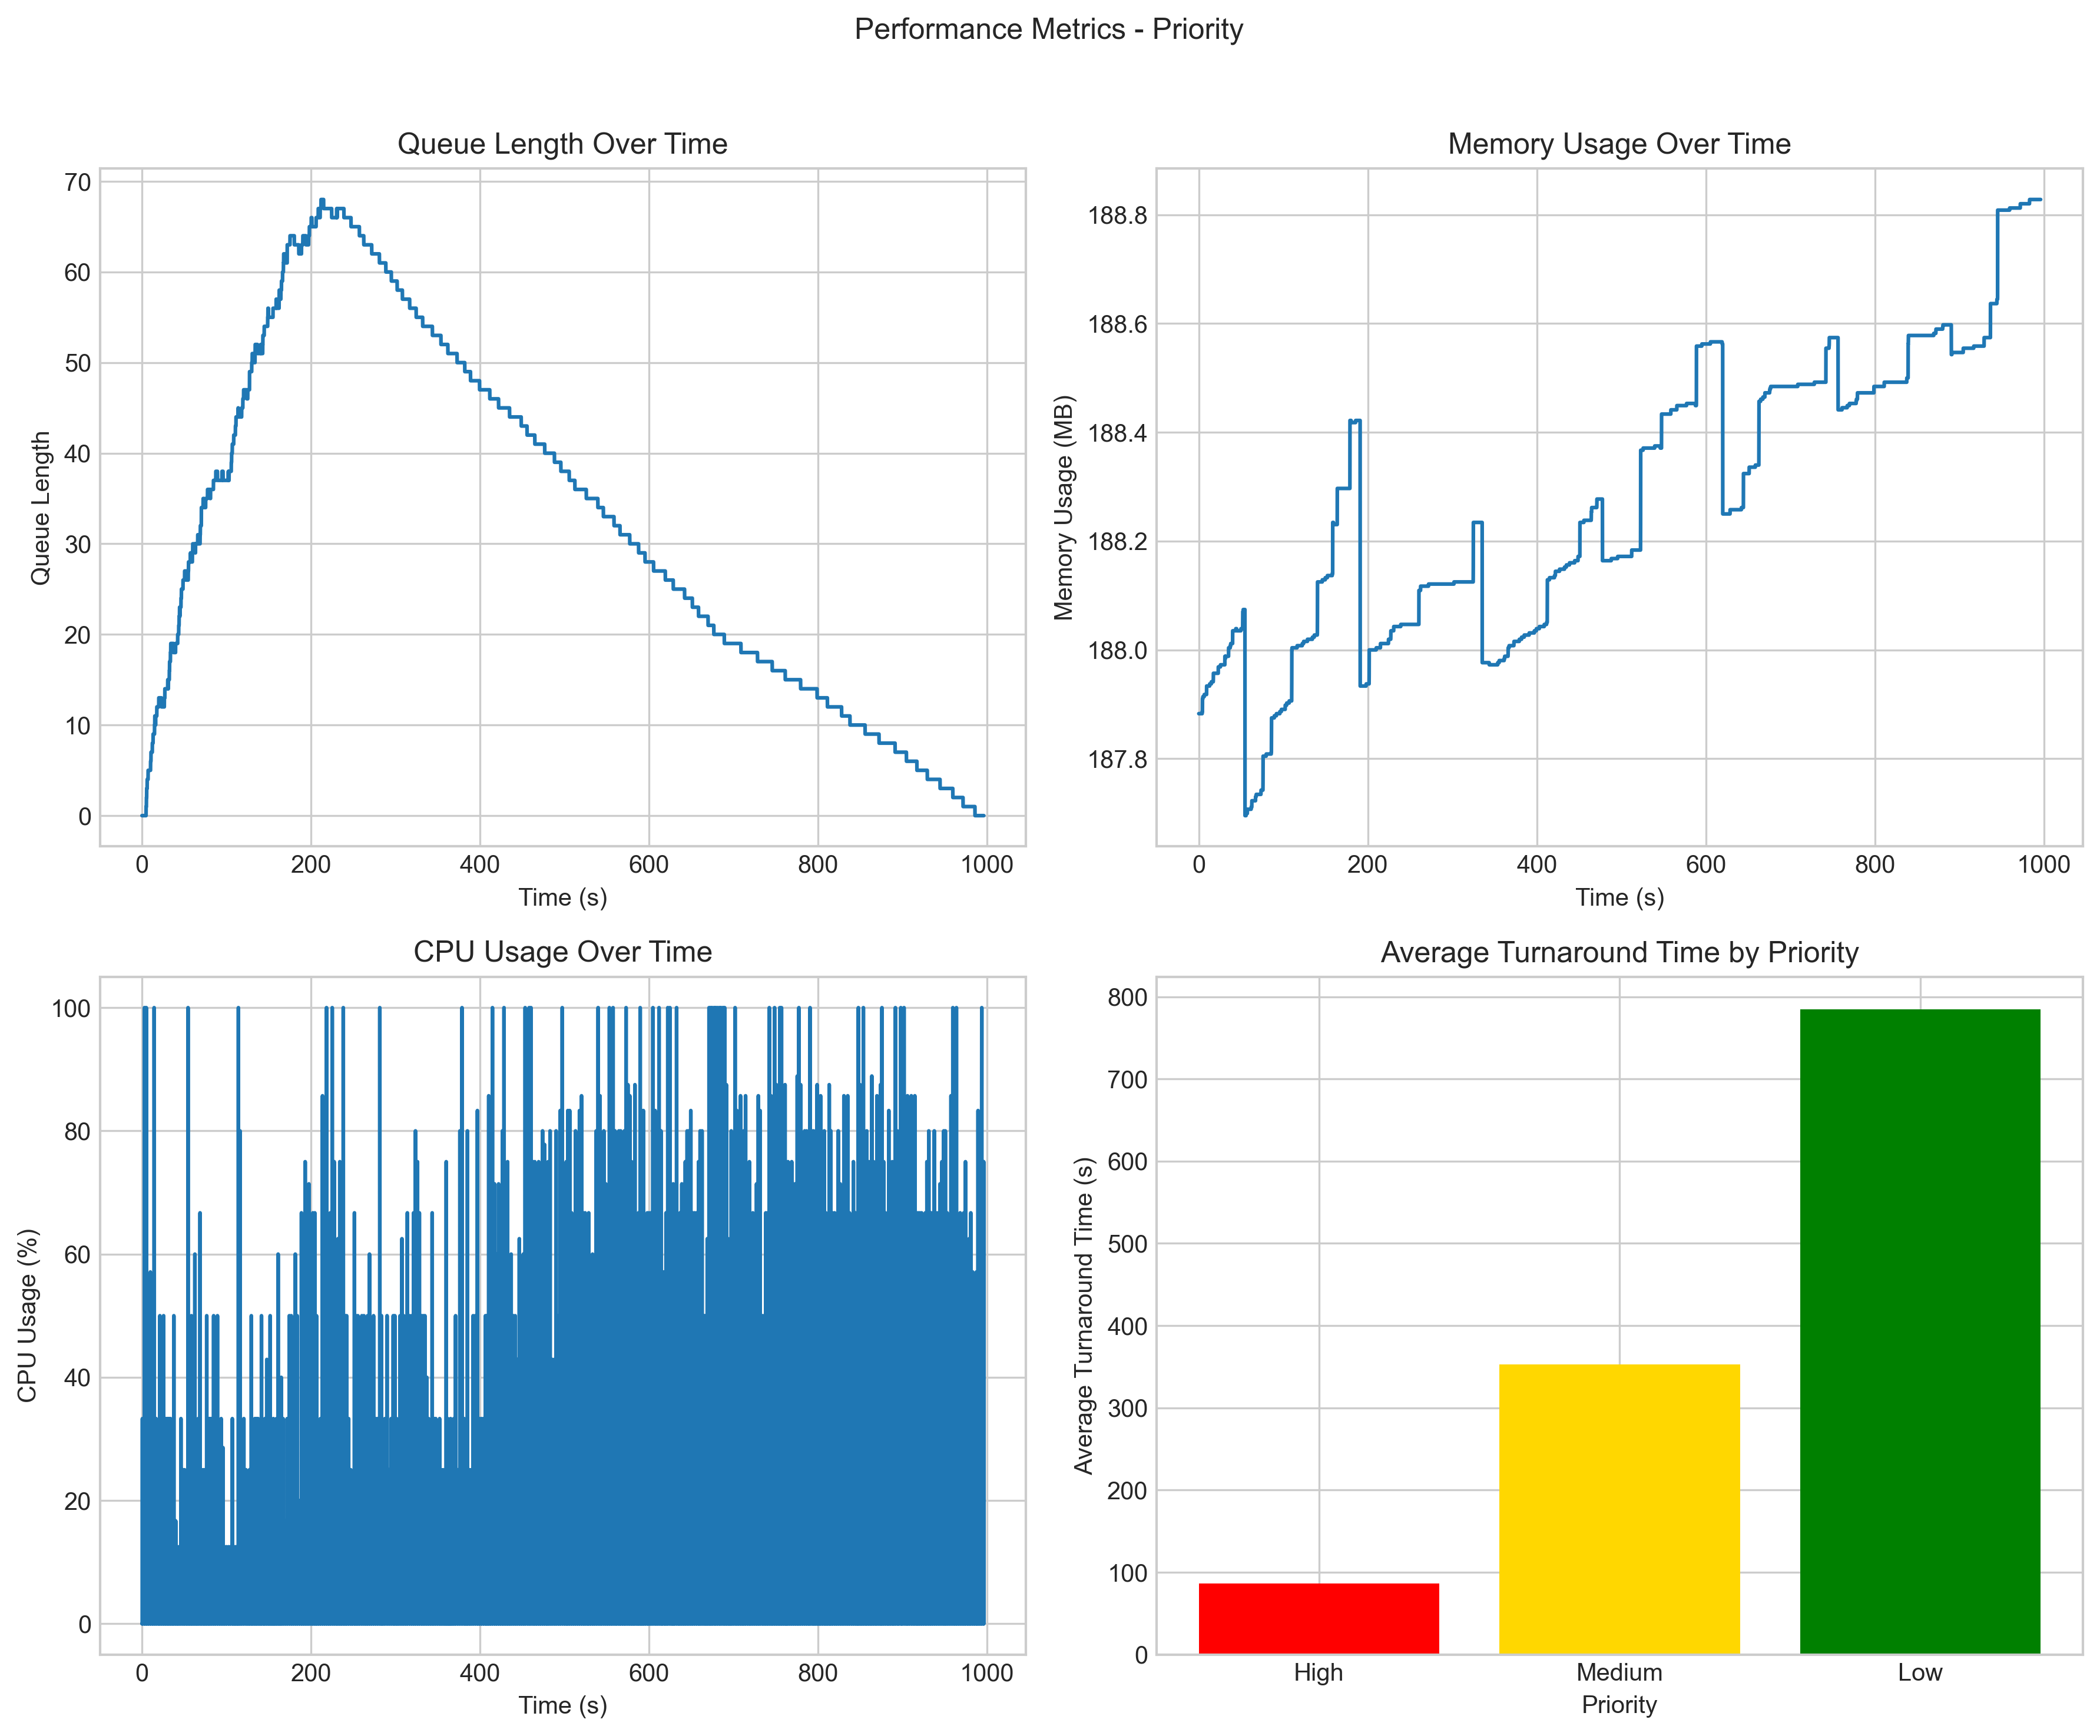 Performance Metrics - Priority
Queue Length Over Time
70
60
50
40
30
20
10
0
Queue Length
0 200 400 600 800 1000
Time (s)
Memory Usage Over Time
188.8
188.6
188.4
188.2
188.0
187.8
Memory Usage (MB)
0 200 400 600 800 1000
Time (s)
CPU Usage Over Time
100
80
60
40
20
0
CPU Usage (%)
0 200 400 600 800 1000
Time (s)
Average Turnaround Time by Priority
800
700
600
500
400
300
200
100
0
Average Turnaround Time (s)
High Medium Low
Priority